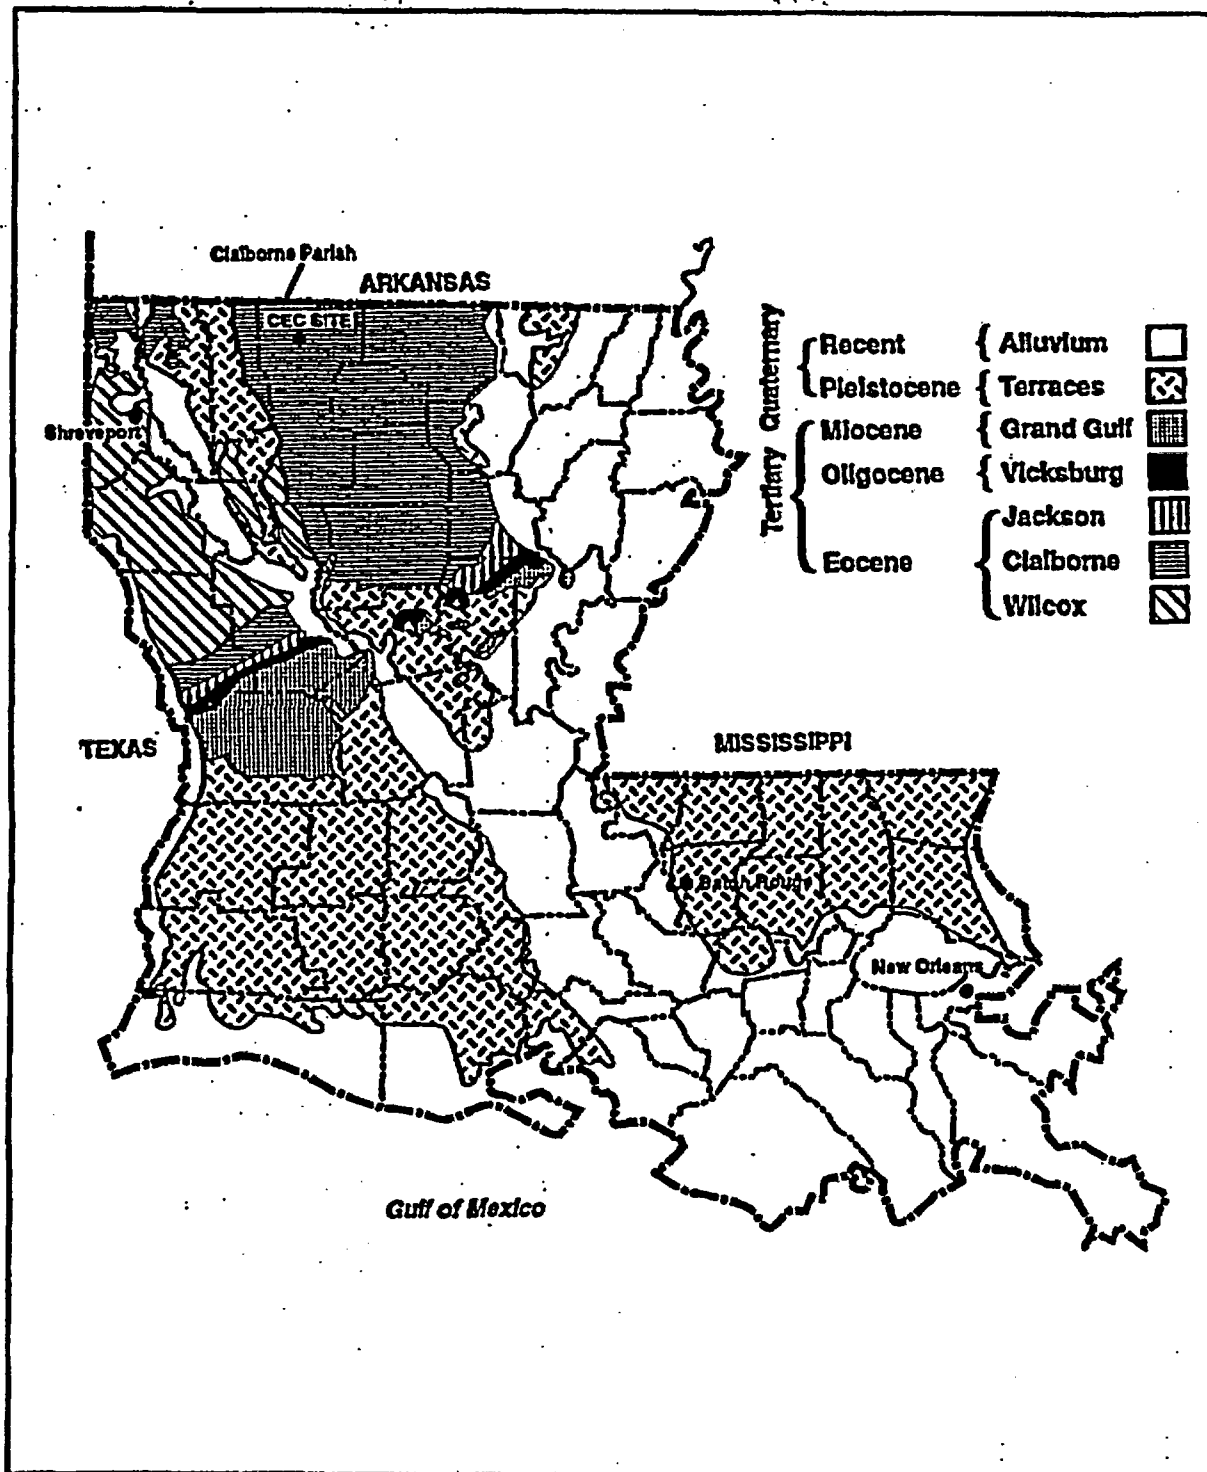 Claiborne Parish
ARKANSAS
CEC SITE
Shreveport
Quaternary
Tertiary
Recent { Alluvium
Pleistocene { Terraces
Miocene { Grand Gulf
Oligocene { Vicksburg
Jackson
Eocene { Claiborne
Wilcox
TEXAS
MISSISSIPPI
Baton Rouge
New Orleans
Gulf of Mexico